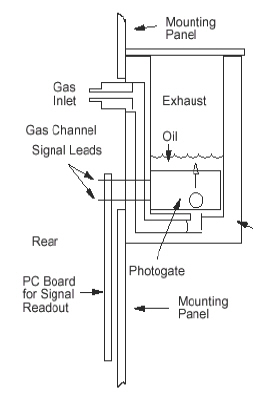 Mounting
Panel
Gas
Inlet
Exhaust
Gas Channel
Oil
Signal Leads
Rear
Photogate
PC Board
for Signal
Readout
Mounting
Panel